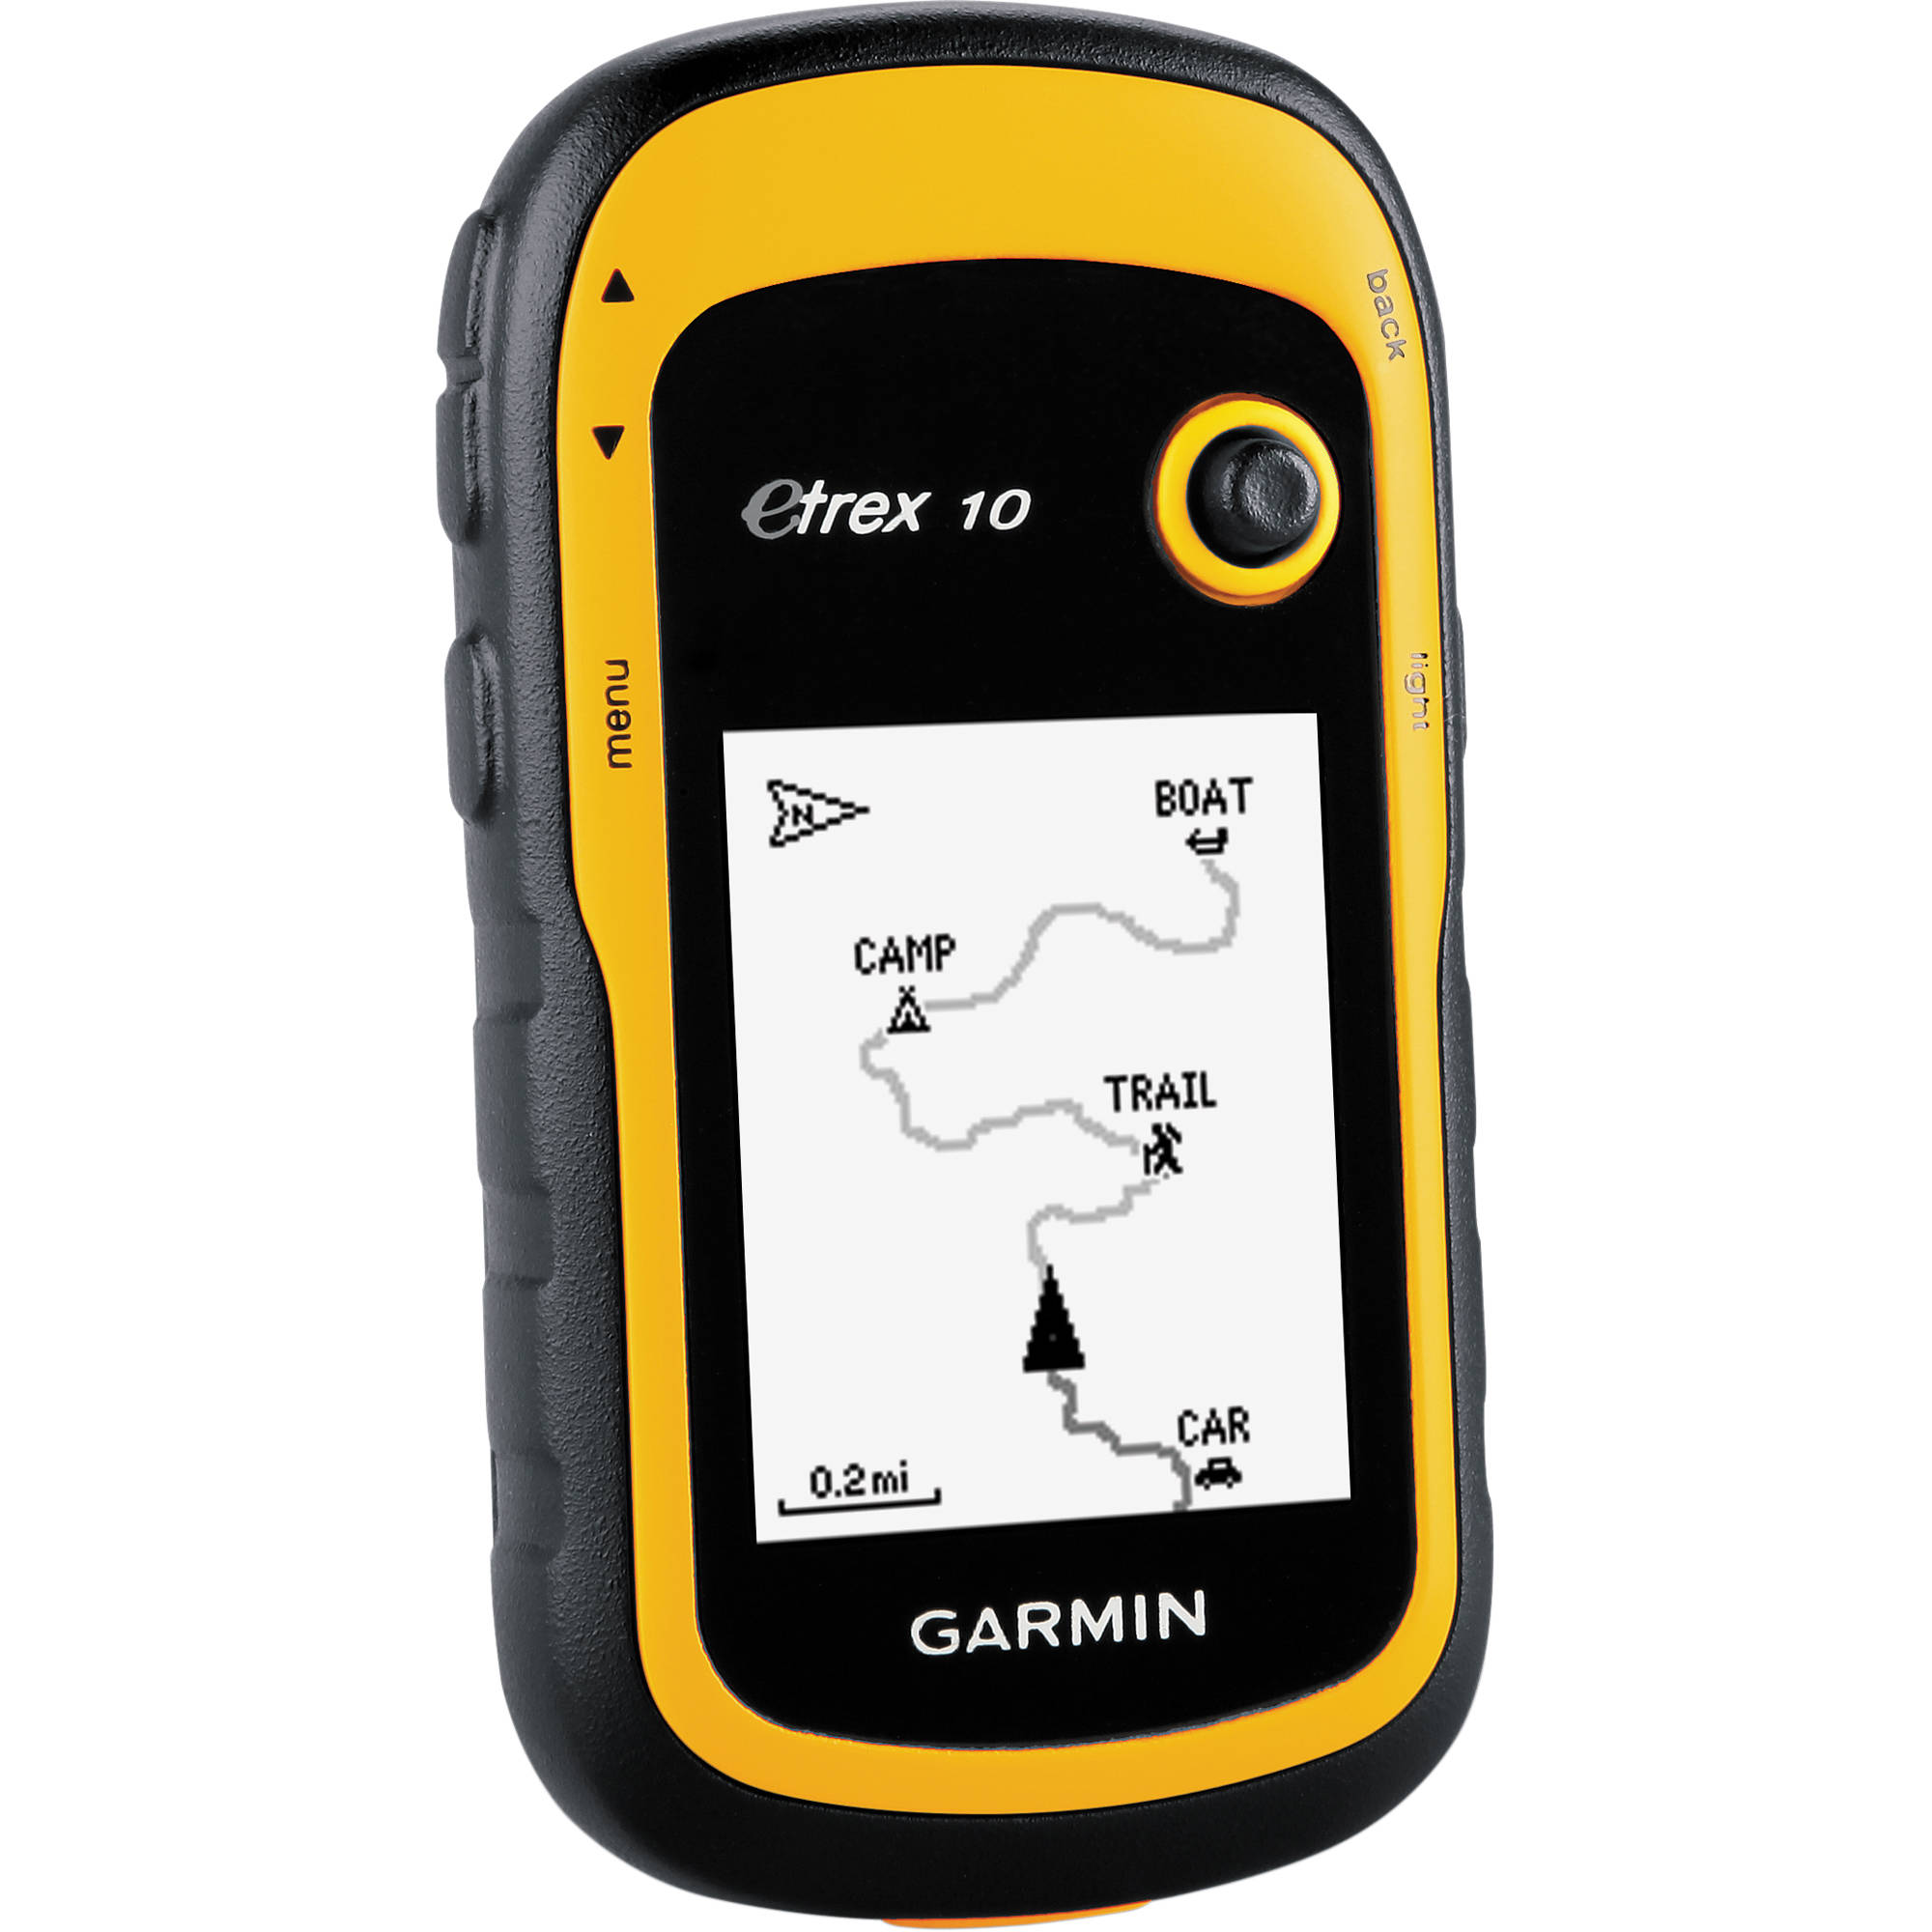 back
etrex 10
light
menu
N
BOAT
CAMP
TRAIL
CAR
0.2mi
GARMIN